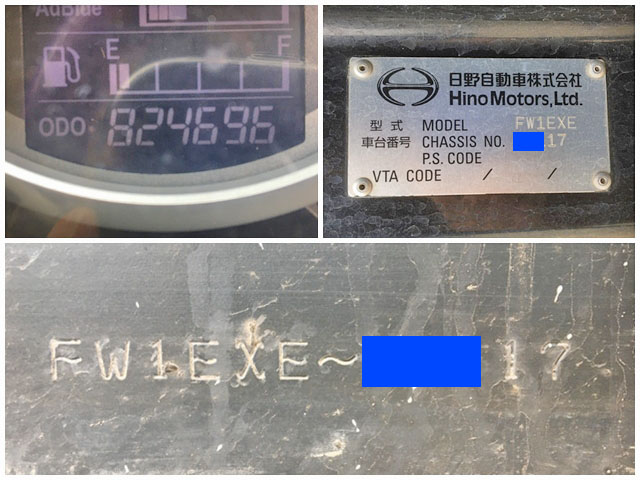 AdBlue
E F
ODO: 824696
日野自動車株式会社
Hino Motors, Ltd.
型式 MODEL FW1EXE
車台番号 CHASSIS NO. 17
P.S. CODE
VTA CODE / /
FW1EXE~ 17